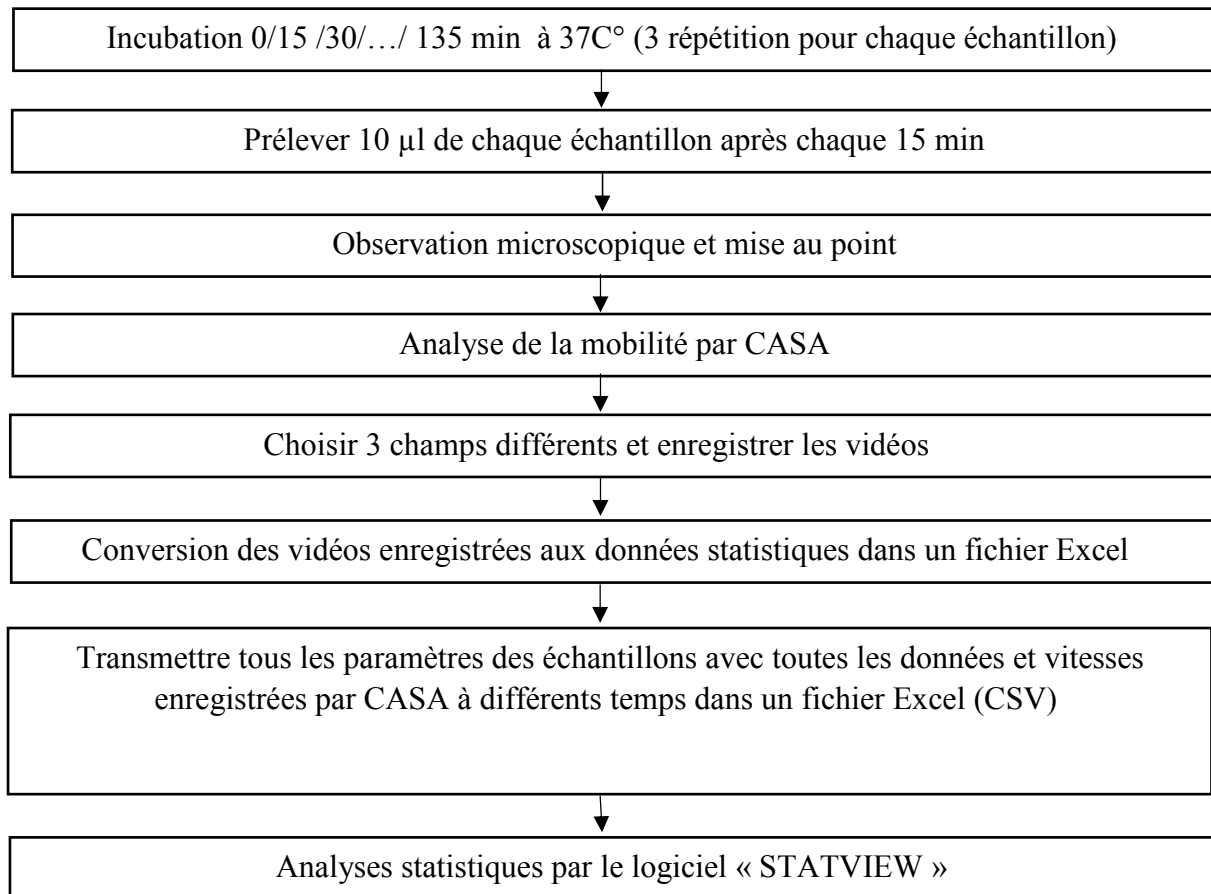 Incubation 0/15 /30/…/ 135 min à 37C° (3 répétition pour chaque échantillon)
Prélever 10 µl de chaque échantillon après chaque 15 min
Observation microscopique et mise au point
Analyse de la mobilité par CASA
Choisir 3 champs différents et enregistrer les vidéos
Conversion des vidéos enregistrées aux données statistiques dans un fichier Excel
Transmettre tous les paramètres des échantillons avec toutes les données et vitesses
enregistrées par CASA à différents temps dans un fichier Excel (CSV)
Analyses statistiques par le logiciel « STATVIEW »